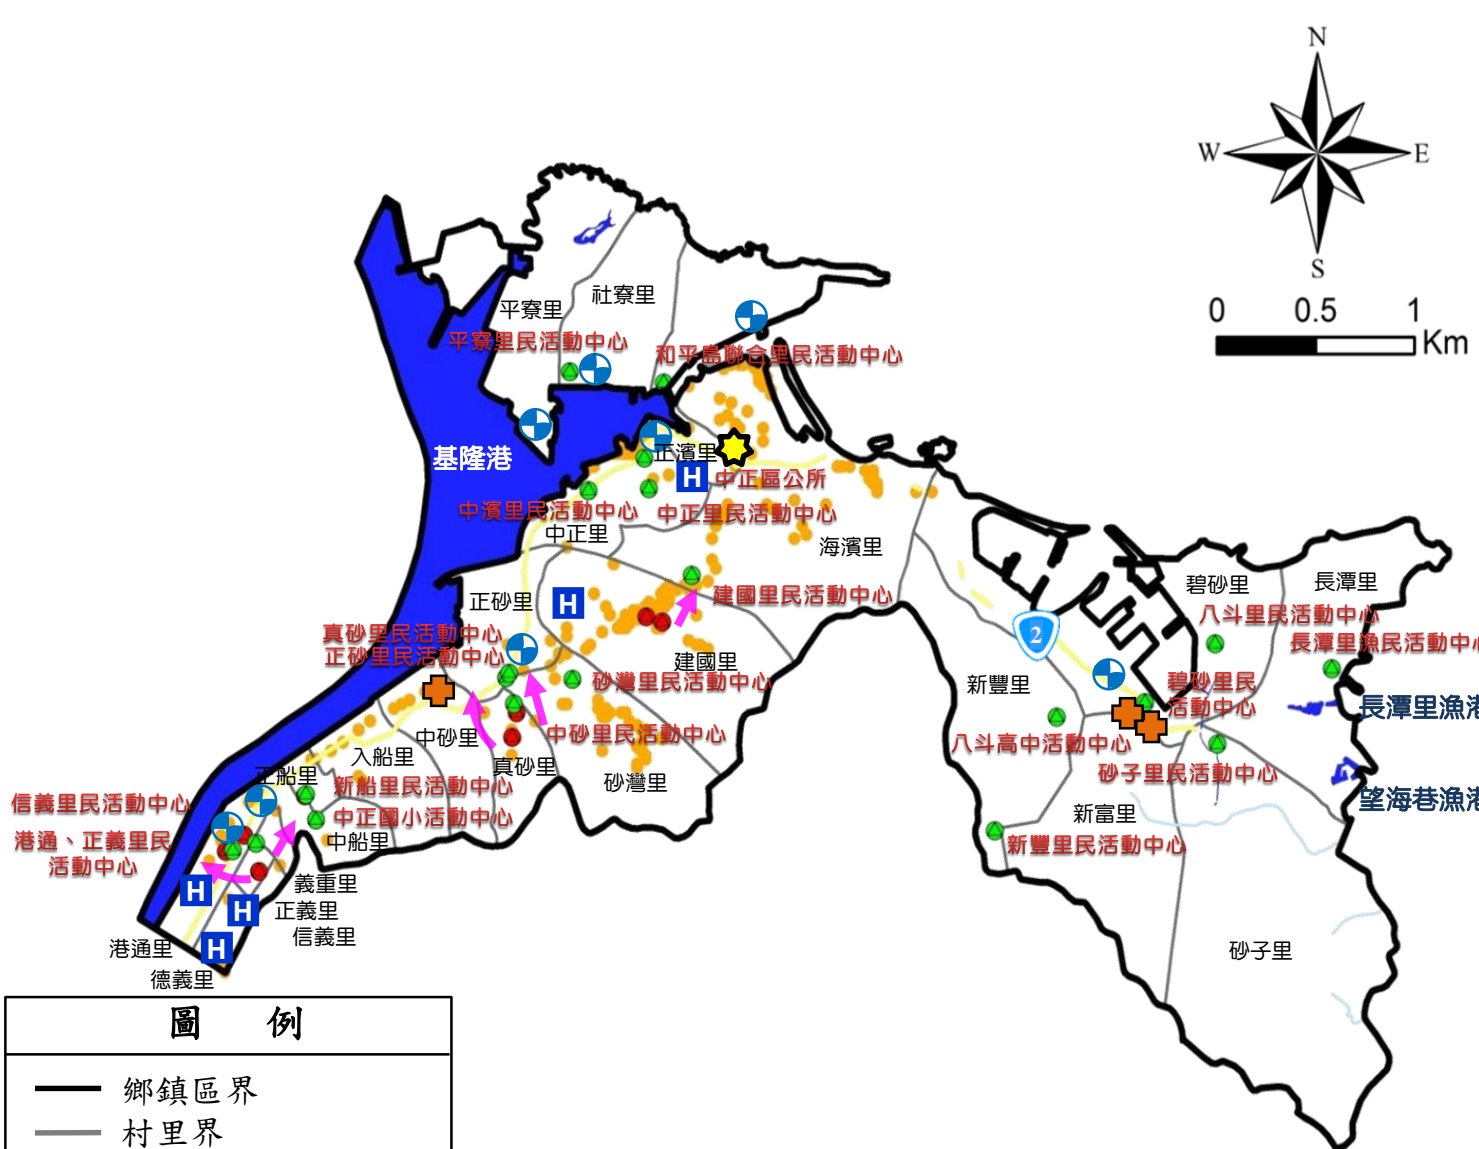 N
W
E
S
0
0.5
1
Km
平寮里
社寮里
平寮里民活動中心
和平島聯合里民活動中心
基隆港
正濱里
H
中正區公所
中濱里民活動中心
中正里民活動中心
中正里
海濱里
正砂里
H
建國里民活動中心
真砂里民活動中心
正砂里民活動中心
建國里
砂灣里民活動中心
中砂里
中砂里民活動中心
真砂里
砂灣里
入船里
正船里
新船里民活動中心
信義里民活動中心
中正國小活動中心
港通、正義里民
活動中心
中船里
H
義重里
H
正義里
信義里
港通里
H
德義里
碧砂里
長潭里
八斗里民活動中心
2
長潭里漁民活動中心
新豐里
碧砂里民
活動中心
長潭里漁港
八斗高中活動中心
砂子里民活動中心
望海巷漁港
新富里
新豐里民活動中心
砂子里
圖 例
鄉鎮區界
村里界